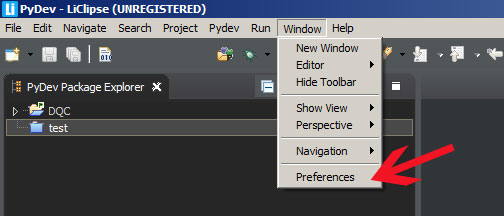 Li PyDev - LiClipse (UNREGISTERED)
File Edit Navigate Search Project Pydev Run Window Help
New Window
Editor
Hide Toolbar
Show View
Perspective
Navigation
Preferences
PyDev Package Explorer
DQC
test